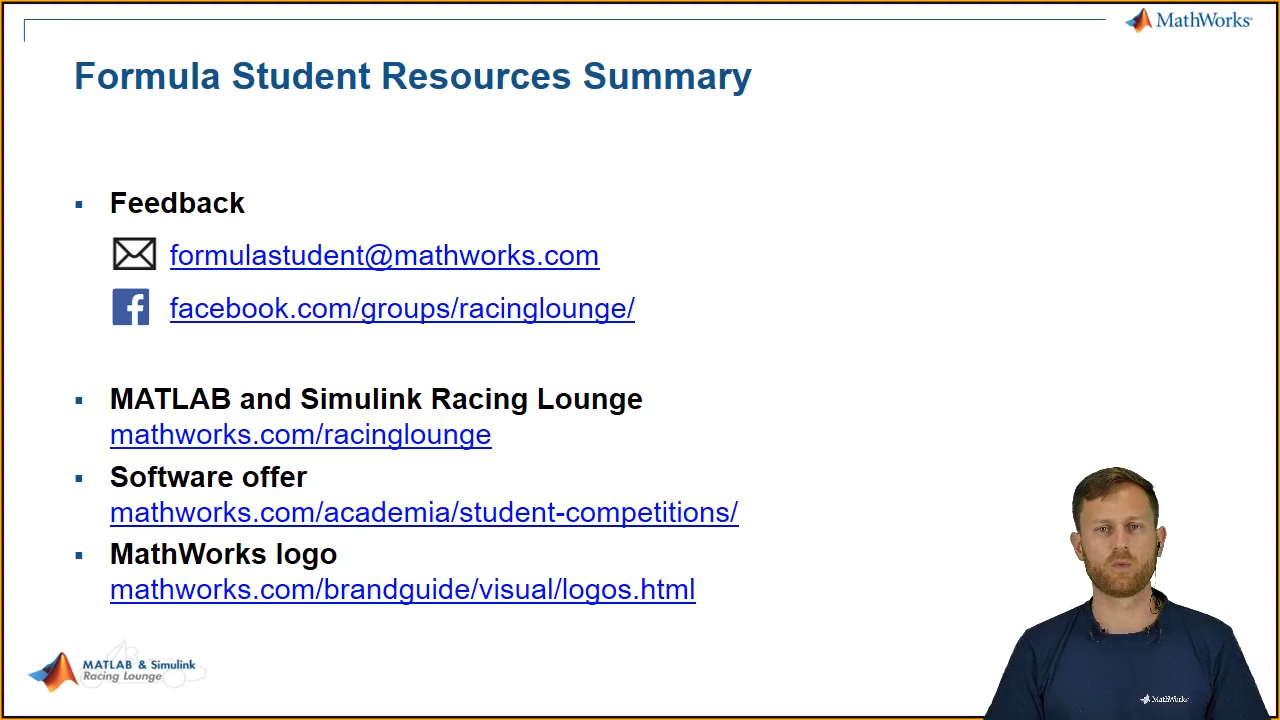 MathWorks®
Formula Student Resources Summary
Feedback
formulastudent@mathworks.com
facebook.com/groups/racinglounge/
MATLAB and Simulink Racing Lounge
mathworks.com/racinglounge
Software offer
mathworks.com/academia/student-competitions/
MathWorks logo
mathworks.com/brandguide/visual/logos.html
MATLAB & Simulink
Racing Lounge
MathWorks